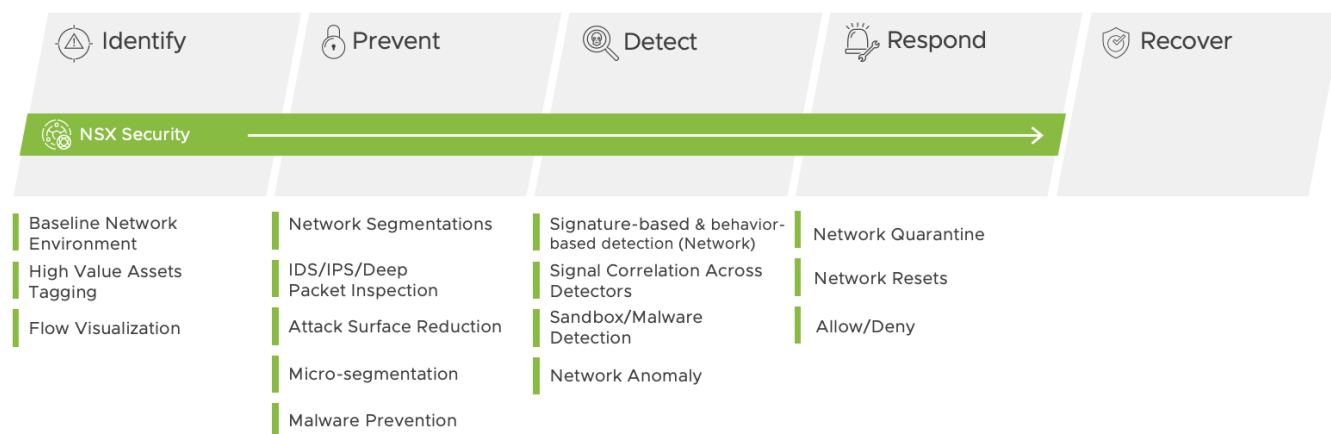 Identify
Prevent
Detect
Respond
Recover
NSX Security
Baseline Network
Environment
High Value Assets
Tagging
Flow Visualization
Network Segmentations
IDS/IPS/Deep
Packet Inspection
Attack Surface Reduction
Micro-segmentation
Malware Prevention
Signature-based & behavior-
based detection (Network)
Signal Correlation Across
Detectors
Sandbox/Malware
Detection
Network Anomaly
Network Quarantine
Network Resets
Allow/Deny